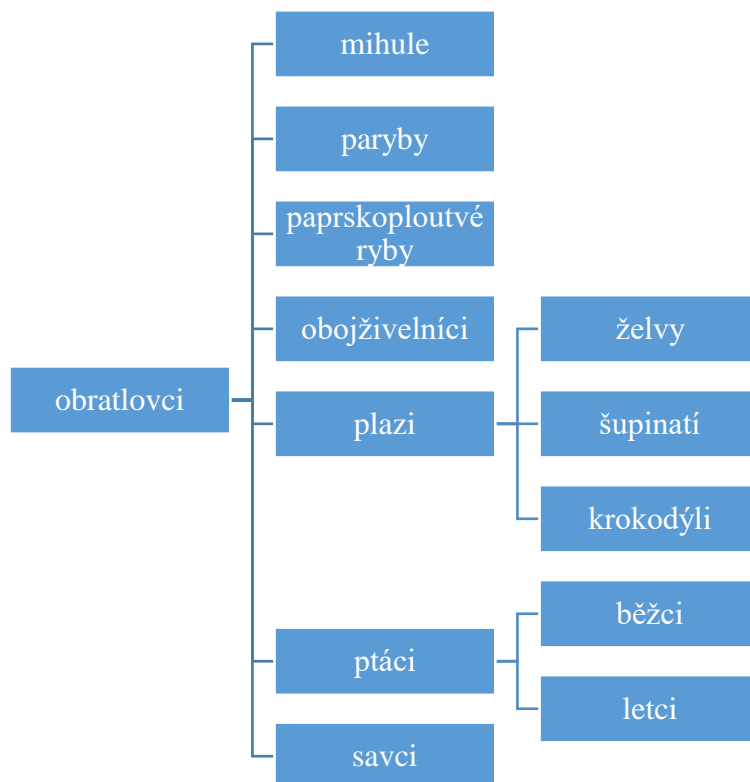 mihule
paryby
paprskoploutvé
ryby
obojživelníci
želvy
obratlovci
plazi
šupinatí
krokodýli
ptáci
běžci
letci
savci